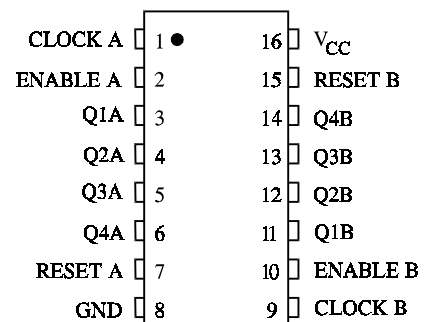 CLOCK A 1 16 VCC
ENABLE A 2 15 RESET B
Q1A 3 14 Q4B
Q2A 4 13 Q3B
Q3A 5 12 Q2B
Q4A 6 11 Q1B
RESET A 7 10 ENABLE B
GND 8 9 CLOCK B